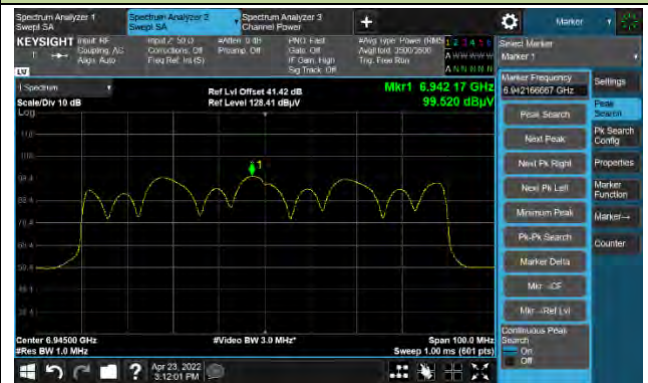 Spectrum Analyzer 1
Swept SA
Spectrum Analyzer 2
Swept SA
Spectrum Analyzer 3
Channel Power
+
Marker
KEYSIGHT Input: RF
Coupling: AC
Align: Auto
Input Z: 50 Ω
Corrections: Off
Freq Ref: Int (S)
#Atten: 0 dB
Preamp: Off
PNO: Fast
Gate: Off
IF Gain: High
Sig Track: Off
#Avg Type: Power (RMS)
Avg|Hold: 2500/2500
Trig: Free Run
1 2 3 4 5 6
A W W W W W
A N N N N N
Select Marker
Marker 1
LV
1 Spectrum
Scale/Div 10 dB
Log
Ref Lvl Offset 41.42 dB
Ref Level 128.41 dBµV
Mkr1 6.942 17 GHz
99.520 dBµV
Marker Frequency
6.942166667 GHz
Settings
Peak Search
Peak
Search
Next Peak
Pk Search
Config
Next Pk Right
Properties
Next Pk Left
Marker
Function
Minimum Peak
Marker→
Pk-Pk Search
Counter
Marker Delta
Mkr→CF
Mkr→Ref Lvl
Continuous Peak
Search
On
Off
1
Center 6.94500 GHz
#Res BW 1.0 MHz
#Video BW 3.0 MHz*
Span 100.0 MHz
Sweep 1.00 ms (601 pts)
?
Apr 23, 2022
3:12:01 PM